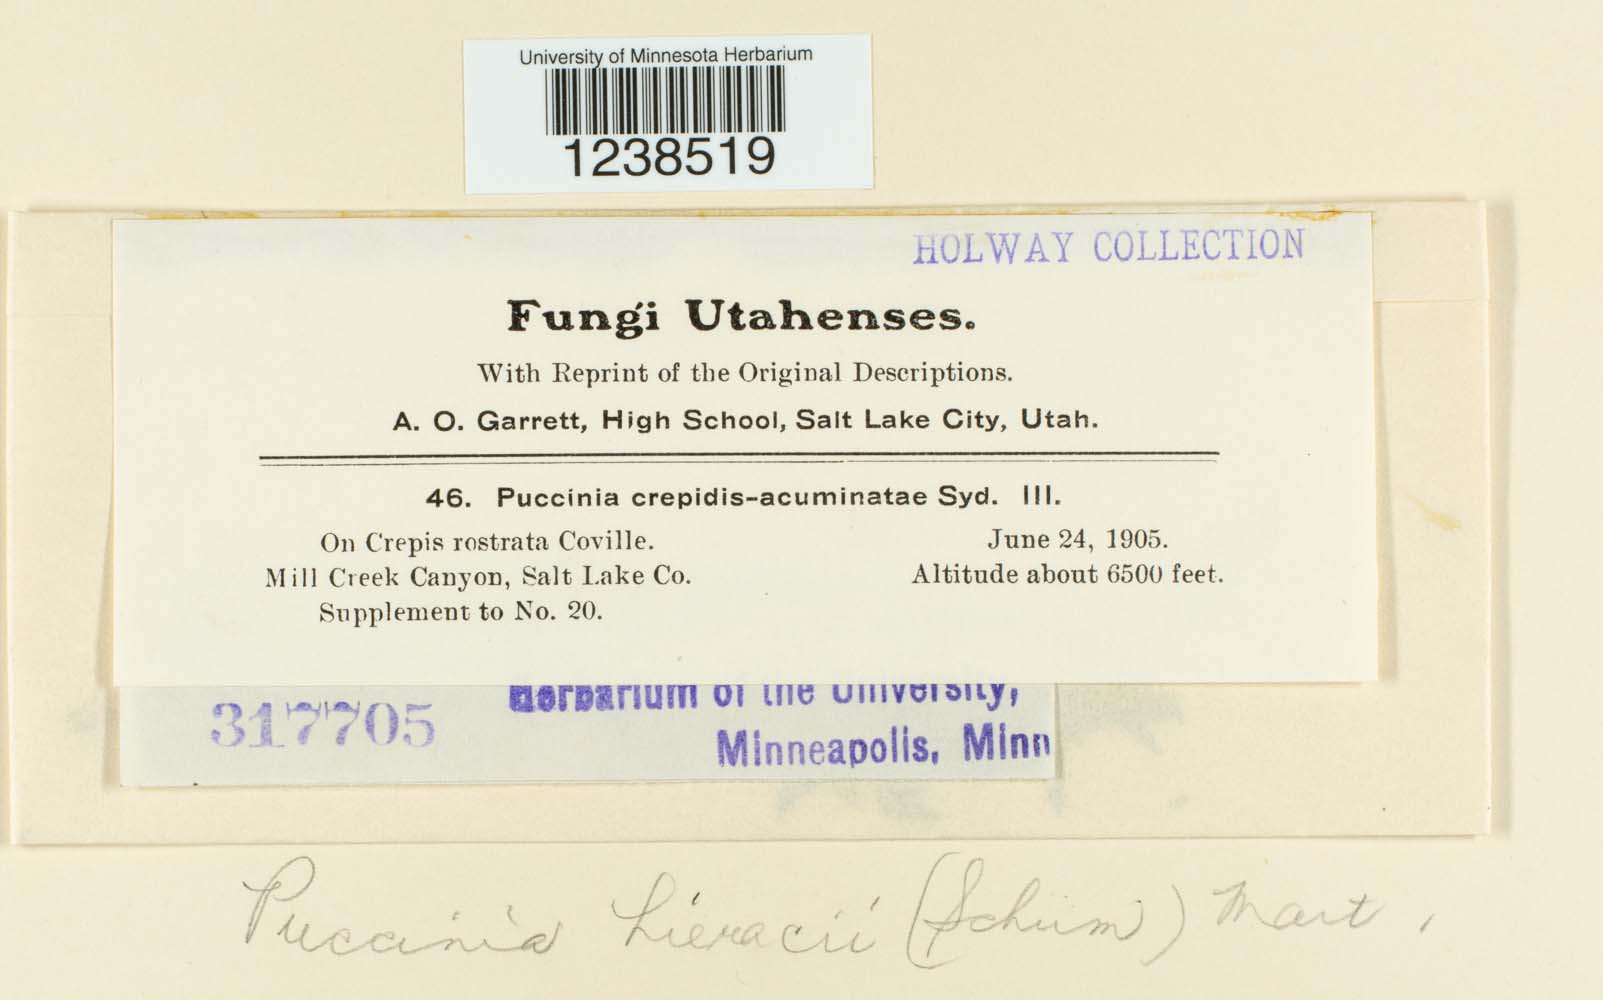 University of Minnesota Herbarium
1238519
HOLWAY COLLECTION
Fungi Utahenses.
With Reprint of the Original Descriptions.
A. O. Garrett, High School, Salt Lake City, Utah.
46. Puccinia crepidis-acuminatae Syd. III.
On Crepis rostrata Coville. June 24, 1905.
Mill Creek Canyon, Salt Lake Co. Altitude about 6500 feet.
Supplement to No. 20.
317705 Herbarium of the University,
Minneapolis, Minn
Puccinia hieracii (Schum) Mart.